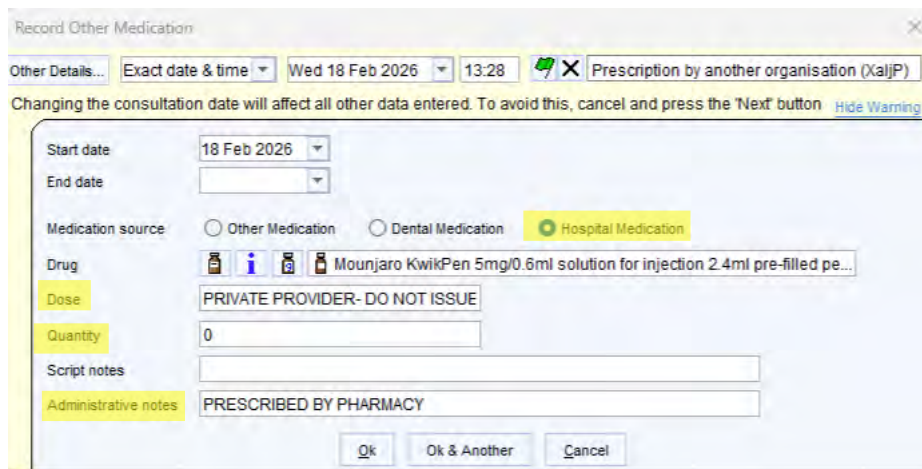 Record Other Medication
Other Details... Exact date & time Wed 18 Feb 2026 13:28 Prescription by another organisation (XaljP)
Changing the consultation date will affect all other data entered. To avoid this, cancel and press the 'Next' button Hide Warning
Start date 18 Feb 2026
End date
Medication source Other Medication Dental Medication Hospital Medication
Drug Mounjaro KwikPen 5mg/0.6ml solution for injection 2.4ml pre-filled pe...
Dose PRIVATE PROVIDER- DO NOT ISSUE
Quantity 0
Script notes
Administrative notes PRESCRIBED BY PHARMACY
Ok Ok & Another Cancel